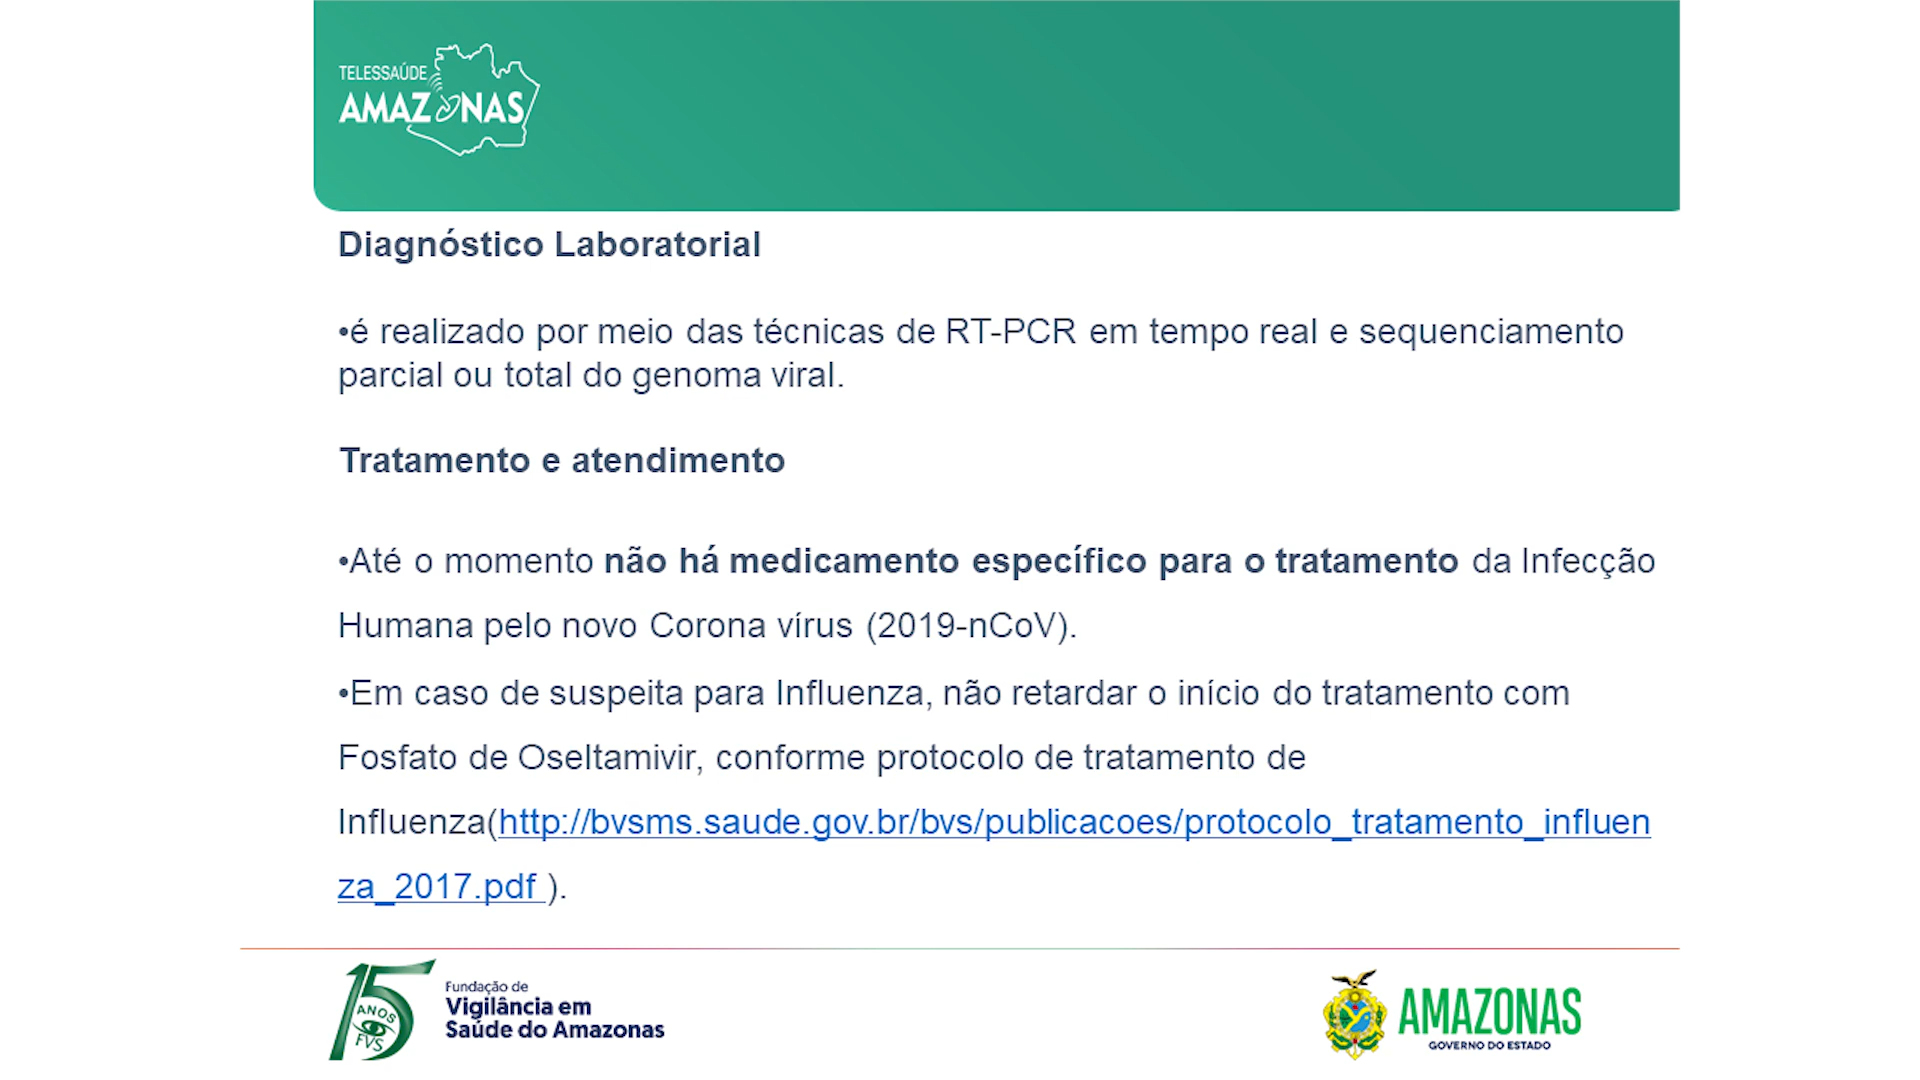 TELESSAÚDE
AMAZONAS
Diagnóstico Laboratorial
•é realizado por meio das técnicas de RT-PCR em tempo real e sequenciamento
parcial ou total do genoma viral.
Tratamento e atendimento
•Até o momento não há medicamento específico para o tratamento da Infecção
Humana pelo novo Corona vírus (2019-nCoV).
•Em caso de suspeita para Influenza, não retardar o início do tratamento com
Fosfato de Oseltamivir, conforme protocolo de tratamento de
Influenza(http://bvsms.saude.gov.br/bvs/publicacoes/protocolo_tratamento_influen
za_2017.pdf ).
15
ANOS
FVS
Fundação de
Vigilância em
Saúde do Amazonas
AMAZONAS
GOVERNO DO ESTADO